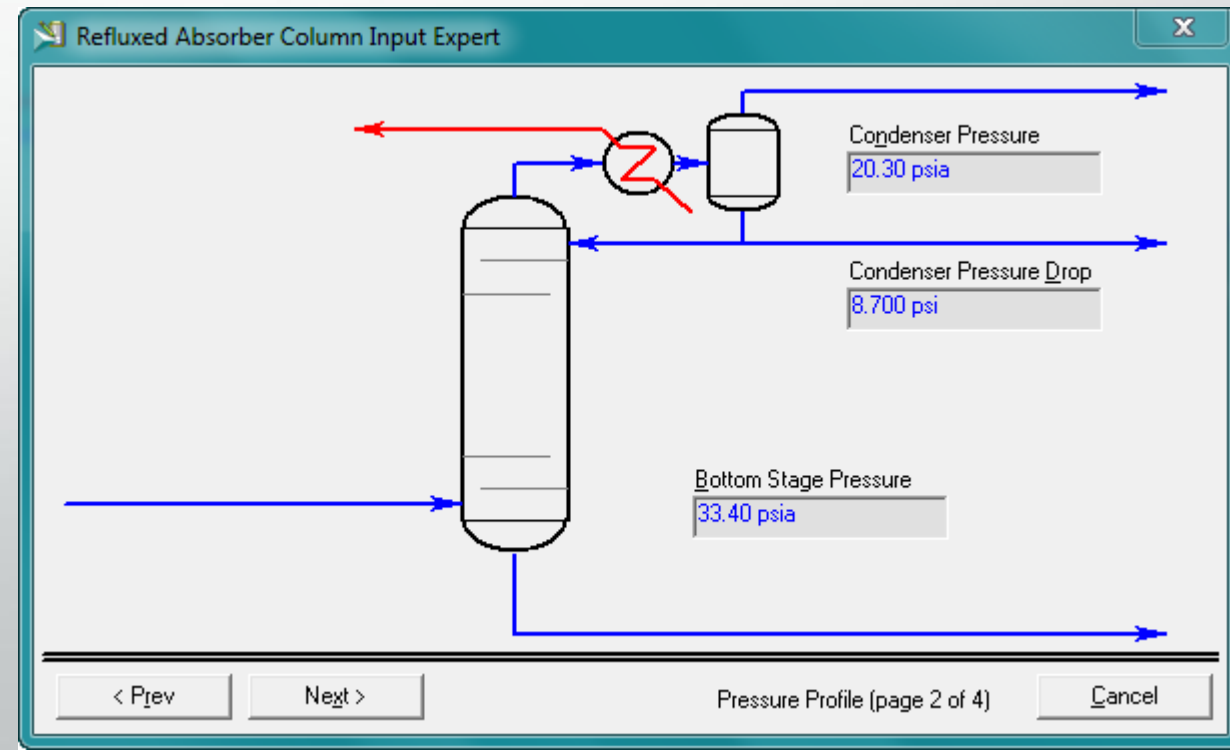 Refluxed Absorber Column Input Expert
Condenser Pressure
20.30 psia
Condenser Pressure Drop
8.700 psi
Bottom Stage Pressure
33.40 psia
< Prev
Next >
Pressure Profile (page 2 of 4)
Cancel